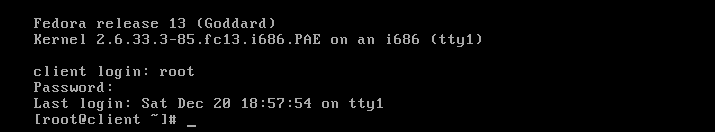 Fedora release 13 (Goddard)
Kernel 2.6.33.3-85.fc13.i686.PAE on an i686 (tty1)
client login: root
Password:
Last login: Sat Dec 20 18:57:54 on tty1
[root@client ~]# _